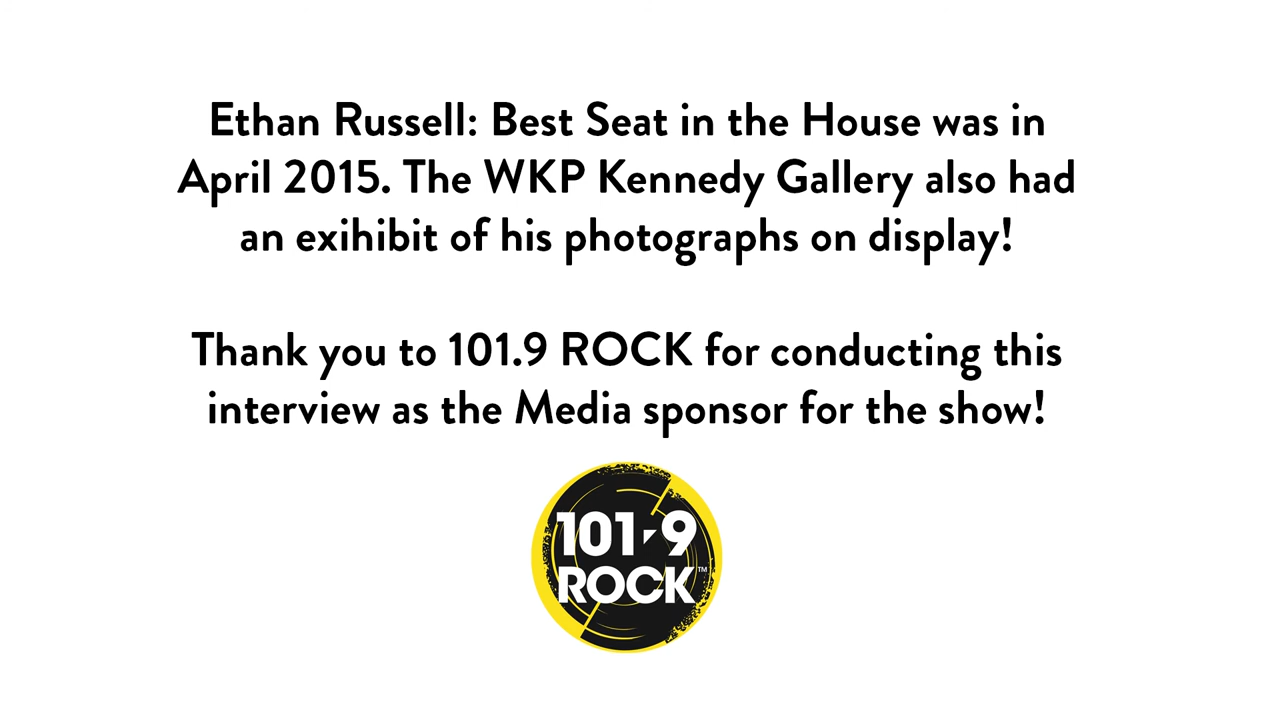 Ethan Russell: Best Seat in the House was in
April 2015. The WKP Kennedy Gallery also had
an exihibit of his photographs on display!
Thank you to 101.9 ROCK for conducting this
interview as the Media sponsor for the show!
101.9
ROCK™